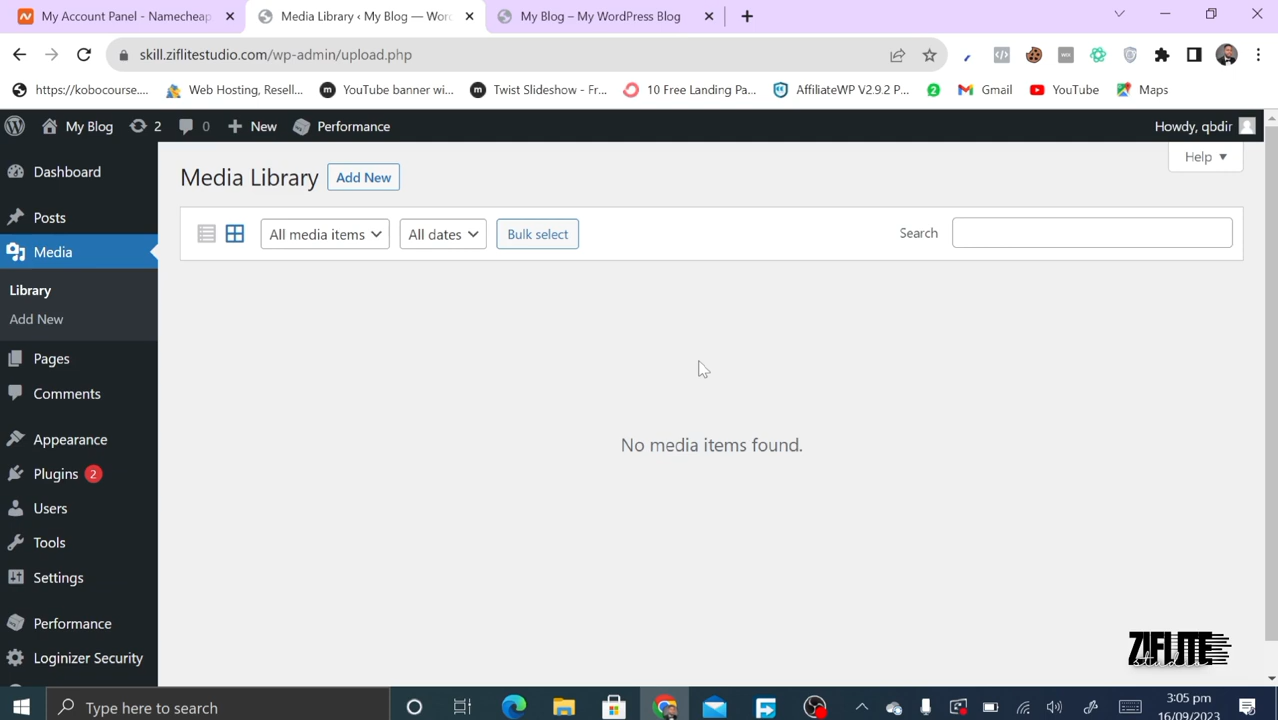 My Account Panel - Namecheap
Media Library ‹ My Blog — Word
My Blog – My WordPress Blog
skill.ziflitestudio.com/wp-admin/upload.php
https://kobocourse....
Web Hosting, Resell...
YouTube banner wi...
Twist Slideshow - Fr...
10 Free Landing Pa...
AffiliateWP V2.9.2 P...
2
Gmail
YouTube
Maps
My Blog
2
0
New
Performance
Howdy, qbdir
Help
Dashboard
Posts
Media
Library
Add New
Pages
Comments
Appearance
Plugins 2
Users
Tools
Settings
Performance
Loginizer Security
Media Library
Add New
All media items
All dates
Bulk select
Search
No media items found.
ZIFLITE
studio
Type here to search
3:05 pm
16/09/2023